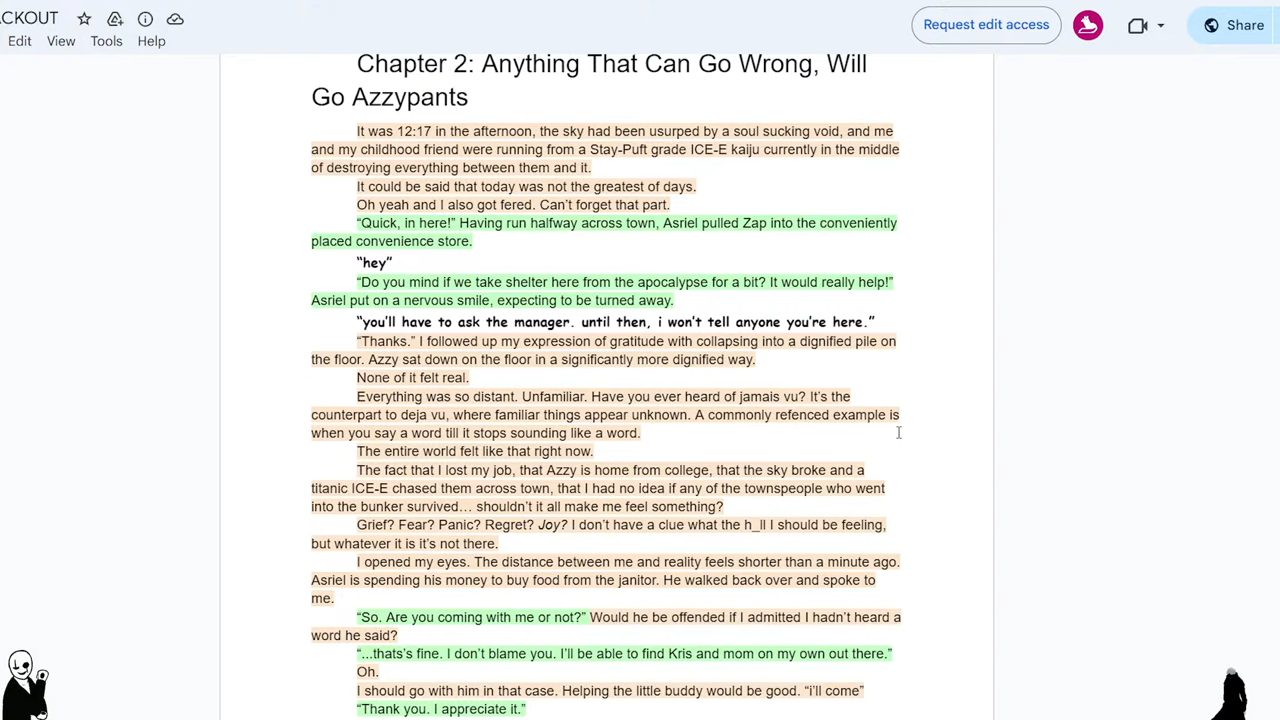 CKOUT
Edit View Tools Help
Request edit access
Share
Chapter 2: Anything That Can Go Wrong, Will
Go Azzypants
It was 12:17 in the afternoon, the sky had been usurped by a soul sucking void, and me
and my childhood friend were running from a Stay-Puft grade ICE-E kaiju currently in the middle
of destroying everything between them and it.
It could be said that today was not the greatest of days.
Oh yeah and I also got fered. Can't forget that part.
“Quick, in here!” Having run halfway across town, Asriel pulled Zap into the conveniently
placed convenience store.
“hey”
“Do you mind if we take shelter here from the apocalypse for a bit? It would really help!”
Asriel put on a nervous smile, expecting to be turned away.
“you'll have to ask the manager. until then, i won't tell anyone you're here.”
“Thanks.” I followed up my expression of gratitude with collapsing into a dignified pile on
the floor. Azzy sat down on the floor in a significantly more dignified way.
None of it felt real.
Everything was so distant. Unfamiliar. Have you ever heard of jamais vu? It's the
counterpart to deja vu, where familiar things appear unknown. A commonly refenced example is
when you say a word till it stops sounding like a word.
The entire world felt like that right now.
The fact that I lost my job, that Azzy is home from college, that the sky broke and a
titanic ICE-E chased them across town, that I had no idea if any of the townspeople who went
into the bunker survived… shouldn't it all make me feel something?
Grief? Fear? Panic? Regret? Joy? I don't have a clue what the h_ll I should be feeling,
but whatever it is it's not there.
I opened my eyes. The distance between me and reality feels shorter than a minute ago.
Asriel is spending his money to buy food from the janitor. He walked back over and spoke to
me.
“So. Are you coming with me or not?” Would he be offended if I admitted I hadn't heard a
word he said?
“...thats's fine. I don't blame you. I'll be able to find Kris and mom on my own out there.”
Oh.
I should go with him in that case. Helping the little buddy would be good. “i'll come”
“Thank you. I appreciate it.”